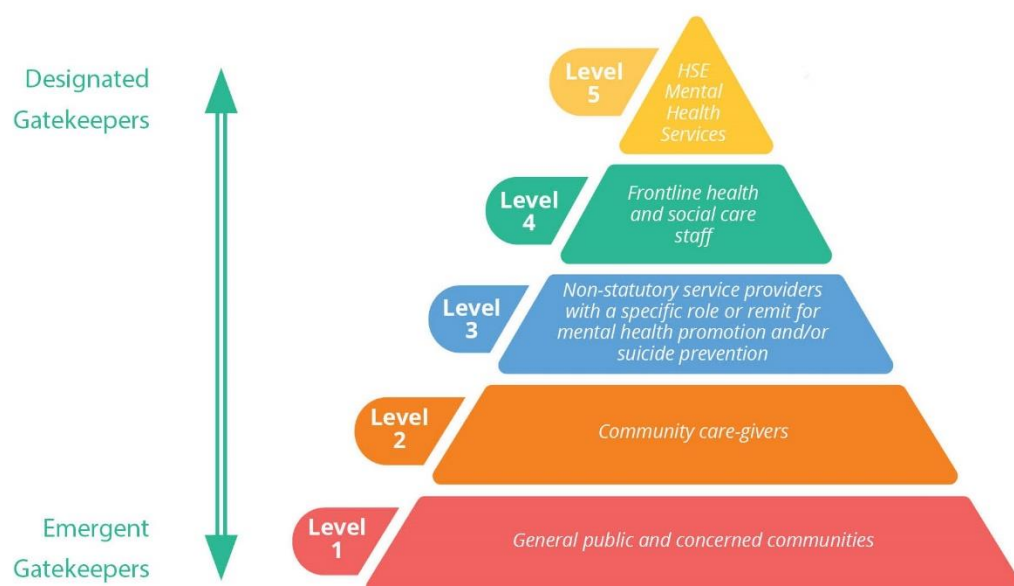 Designated
Gatekeepers
Level
5
HSE
Mental
Health
Services
Level
4
Frontline health
and social care
staff
Level
3
Non-statutory service providers
with a specific role or remit for
mental health promotion and/or
suicide prevention
Level
2
Community care-givers
Level
1
General public and concerned communities
Emergent
Gatekeepers